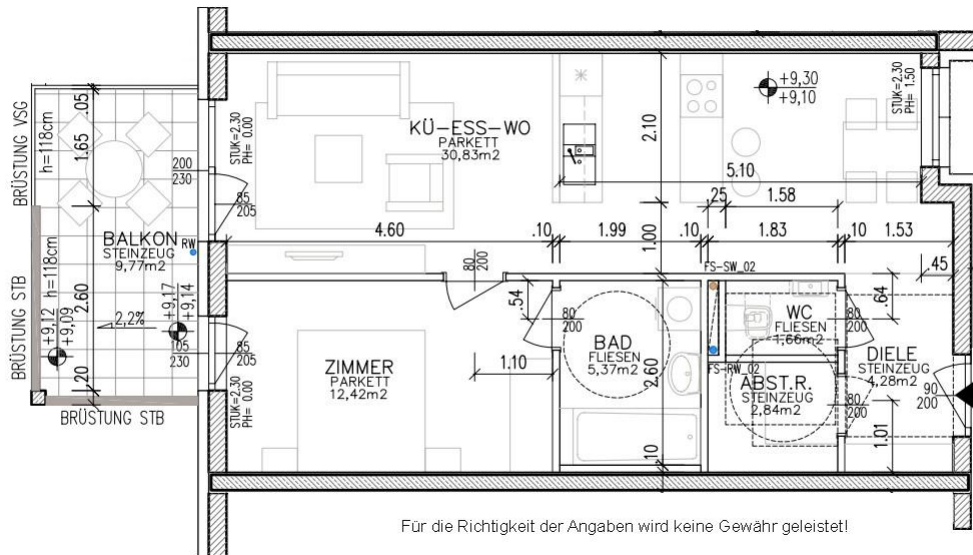 KÜ-ESS-WO
PARKETT
30,83m2
+9,30
+9,10
STUK=2.30
PH= 1.50
STUK=2.30
PH= 0.00
BRÜSTUNG VSG
h=118cm
.05
1.65
200
230
85
205
2.10
5.10
.25
1.58
4.60
.10
1.99
.10
1.83
.10
1.53
1.00
.45
BALKON
STEINZEUG
9,77m2
RW
BRÜSTUNG STB
h=118cm
+9,12
+9,09
2.60
2,2%
+9,17
+9,14
.20
105
230
85
205
STUK=2.30
PH= 0.00
BRÜSTUNG STB
80
200
.54
80
200
1.10
ZIMMER
PARKETT
12,42m2
BAD
FLIESEN
5,37m2
2.60
.10
FS-SW_02
FS-RW_02
WC
FLIESEN
1,66m2
.64
80
200
ABST.R.
STEINZEUG
2,84m2
80
200
1.01
DIELE
STEINZEUG
4,28m2
90
200
Für die Richtigkeit der Angaben wird keine Gewähr geleistet!